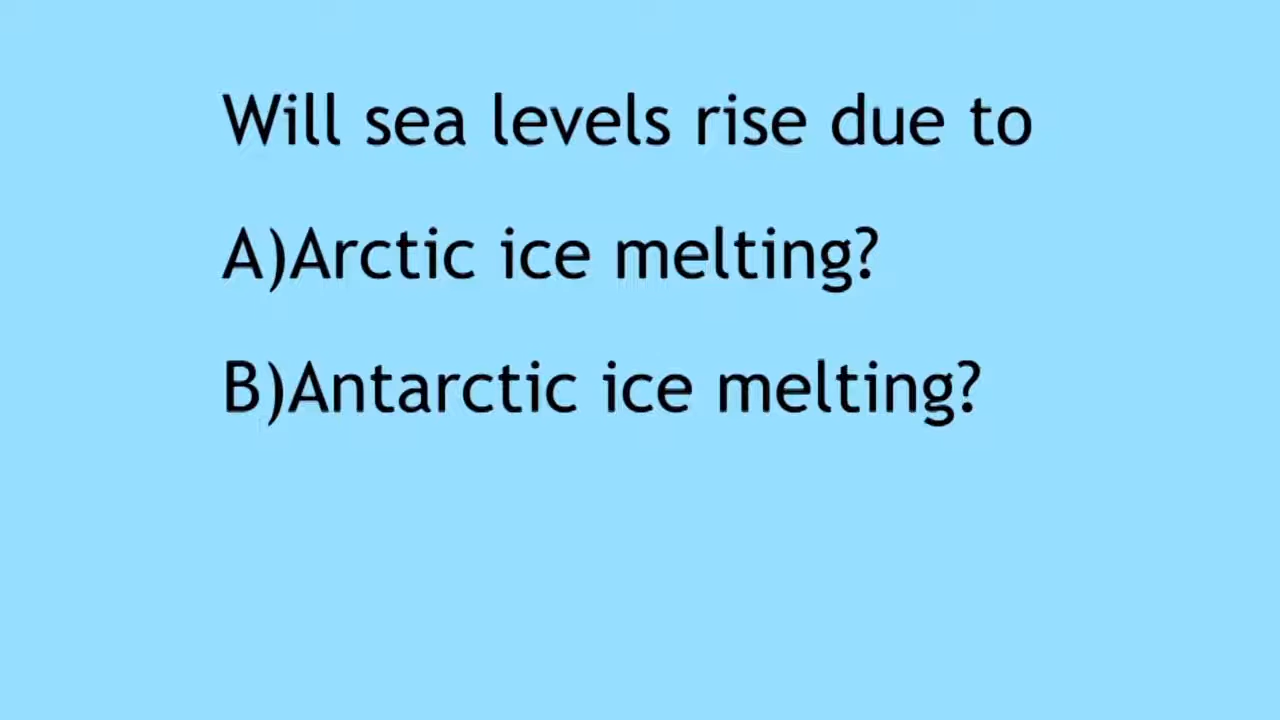 Will sea levels rise due to
A)Arctic ice melting?
B)Antarctic ice melting?